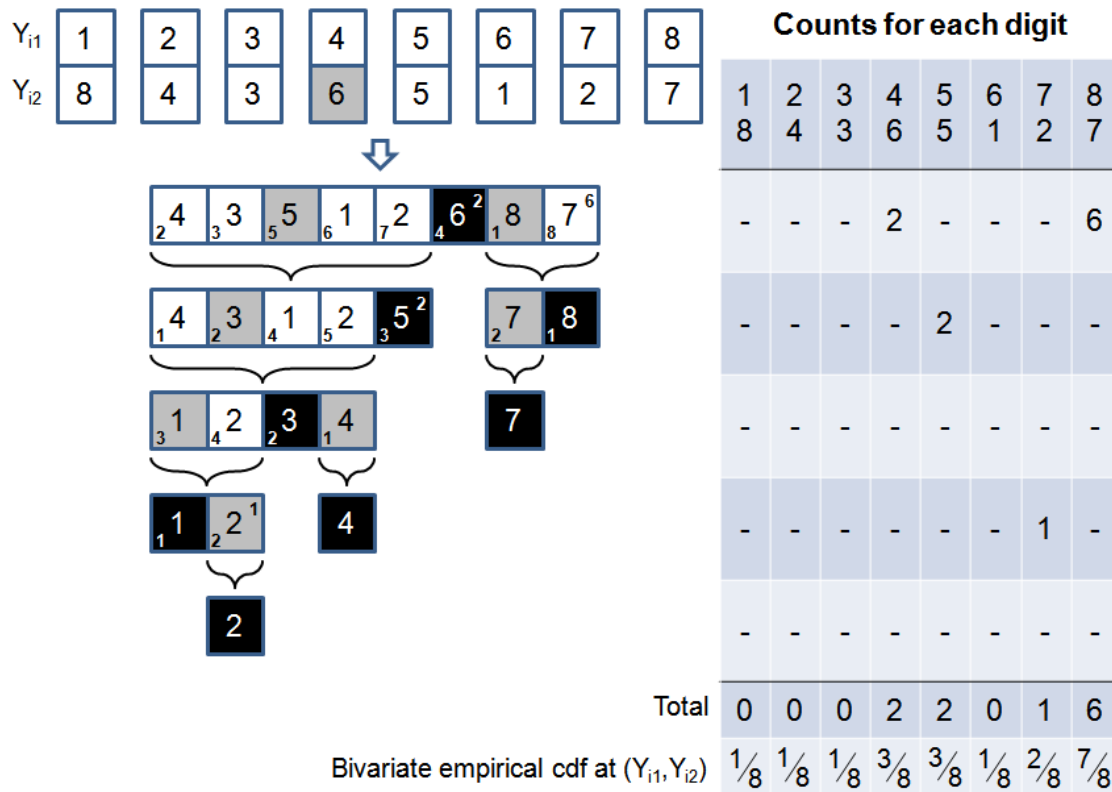 Counts for each digit
Y_i1 1 2 3 4 5 6 7 8
Y_i2 8 4 3 6 5 1 2 7
1 2 3 4 5 6 7 8
8 4 3 6 5 1 2 7
2 4 3 3 5 5 6 1 7 2 4 6 2 1 8 8 7 6
- - - 2 - - - 6
1 4 2 3 4 1 5 2 3 5 2 2 7 1 8
- - - - 2 - - -
3 1 4 2 2 3 1 4 7
- - - - - - - -
1 1 2 2 1 4
- - - - - - 1 -
2
- - - - - - - -
Total 0 0 0 2 2 0 1 6
Bivariate empirical cdf at (Y_i1,Y_i2) 1/8 1/8 1/8 3/8 3/8 1/8 2/8 7/8